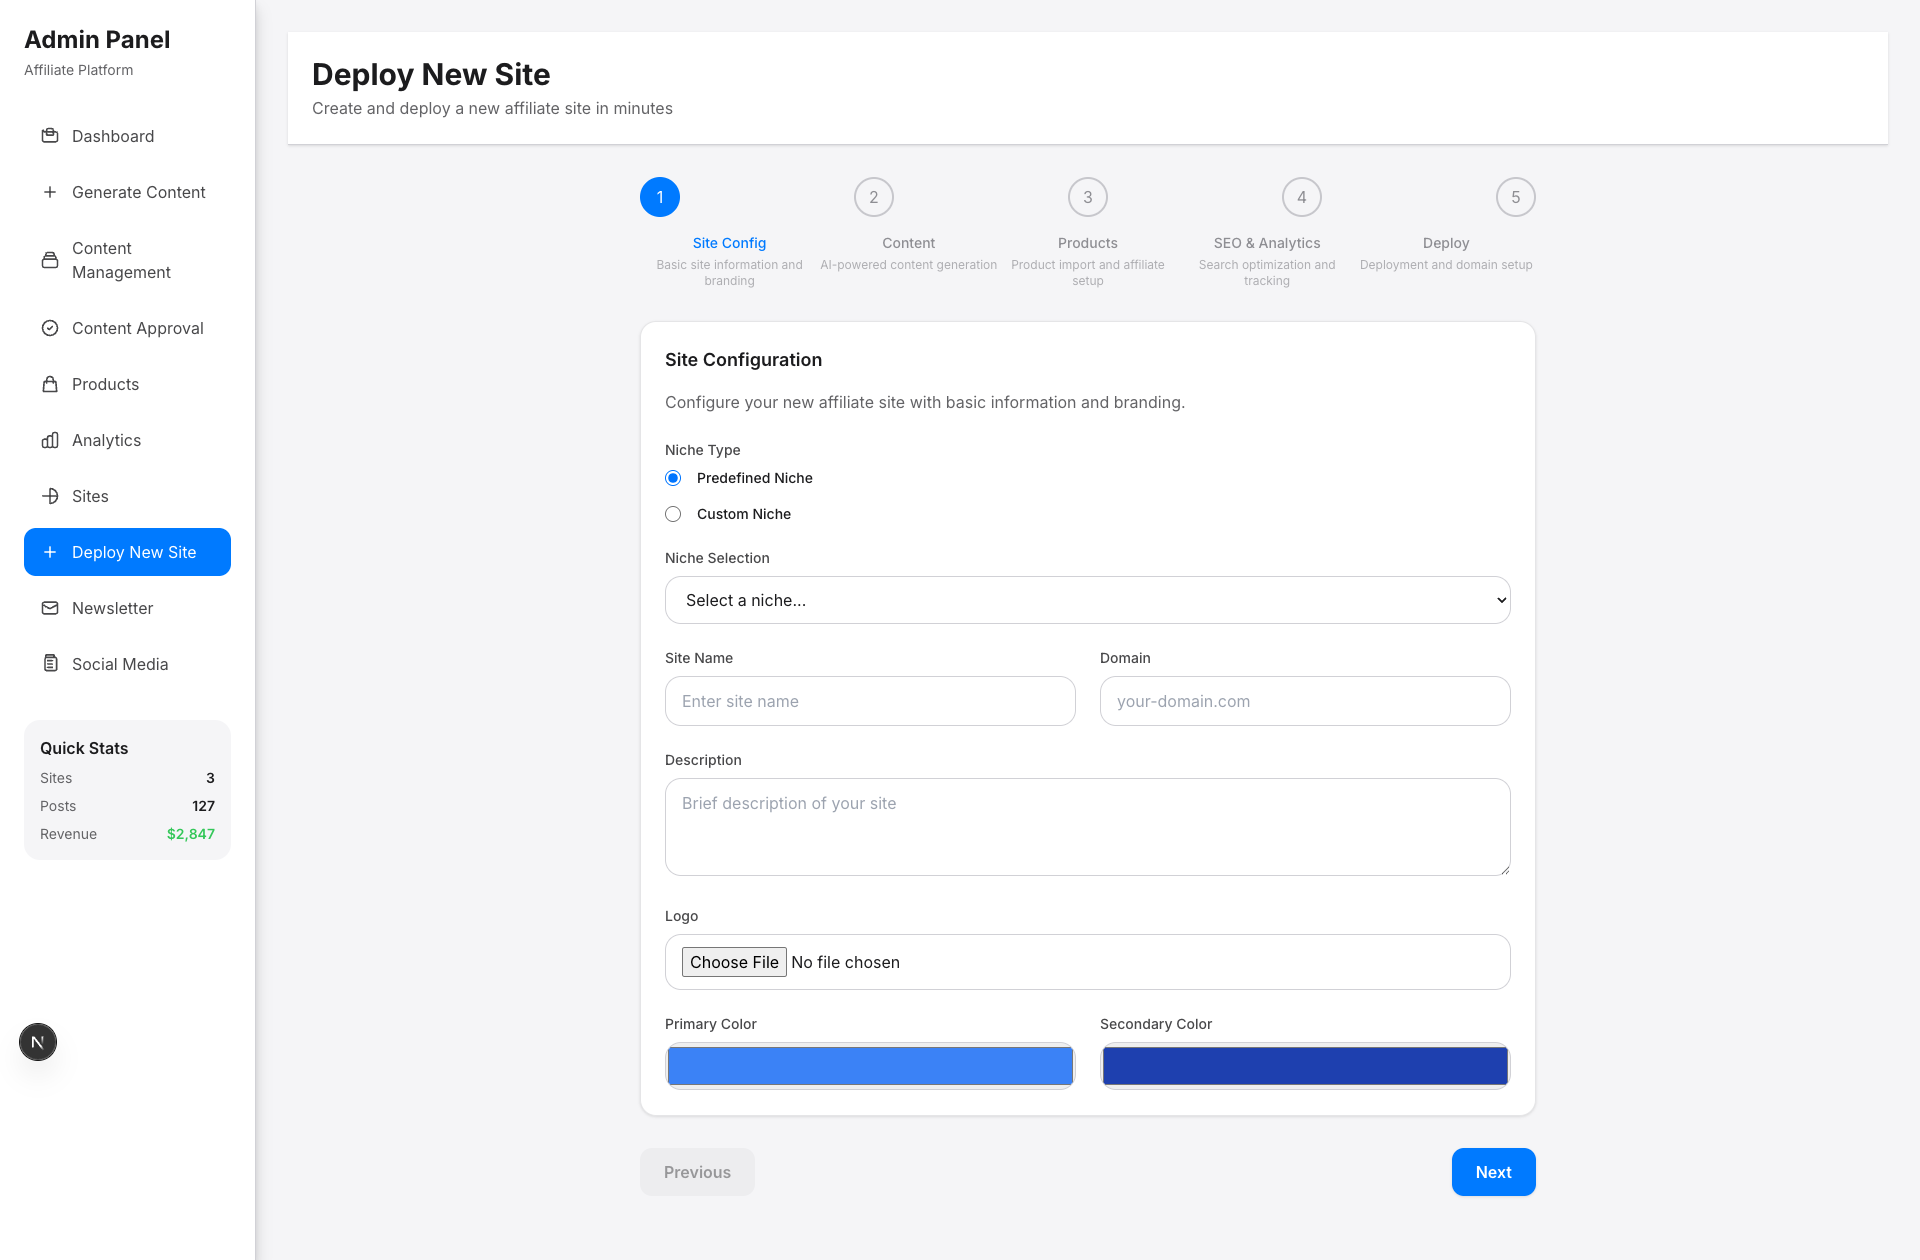 Admin Panel
Affiliate Platform
Dashboard
Generate Content
Content
Management
Content Approval
Products
Analytics
Sites
Deploy New Site
Newsletter
Social Media
Quick Stats
Sites 3
Posts 127
Revenue $2,847
N
Deploy New Site
Create and deploy a new affiliate site in minutes
1 2 3 4 5
Site Config
Basic site information and
branding
Content
AI-powered content generation
Products
Product import and affiliate
setup
SEO & Analytics
Search optimization and
tracking
Deploy
Deployment and domain setup
Site Configuration
Configure your new affiliate site with basic information and branding.
Niche Type
Predefined Niche
Custom Niche
Niche Selection
Select a niche...
Site Name
Enter site name
Domain
your-domain.com
Description
Brief description of your site
Logo
Choose File No file chosen
Primary Color
Secondary Color
Previous
Next